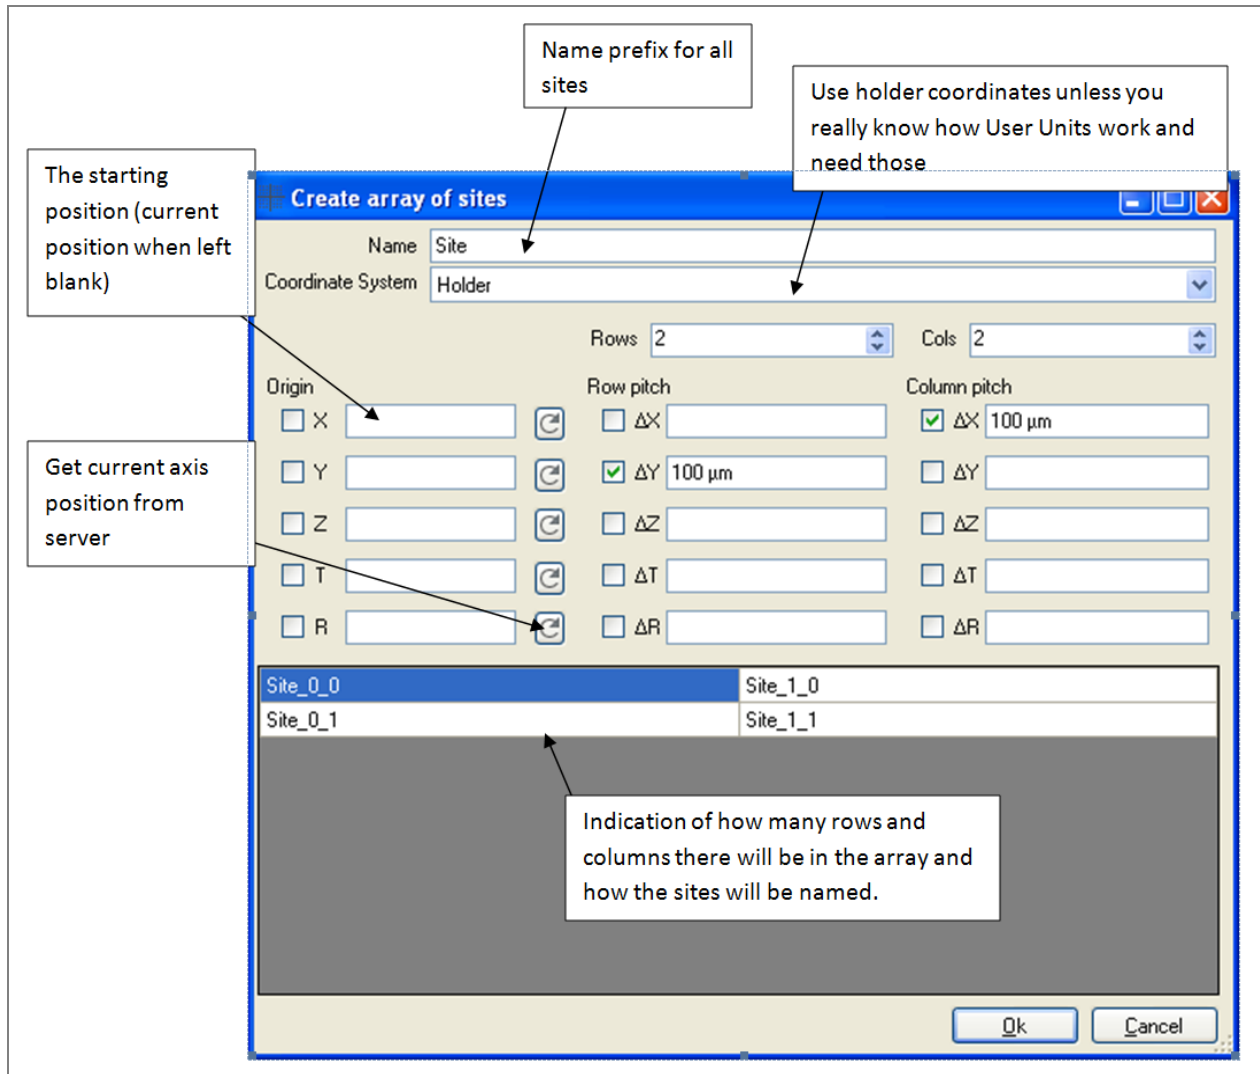 Name prefix for all
sites
Use holder coordinates unless you
really know how User Units work and
need those
The starting
position (current
position when left
blank)
Create array of sites
Name Site
Coordinate System Holder
Rows 2 Cols 2
Origin Row pitch Column pitch
X ΔX ΔX 100 µm
Get current axis
position from
server
Y ΔY 100 µm ΔY
Z ΔZ ΔZ
T ΔT ΔT
R ΔR ΔR
Site_0_0 Site_1_0
Site_0_1 Site_1_1
Indication of how many rows and
columns there will be in the array and
how the sites will be named.
Ok Cancel